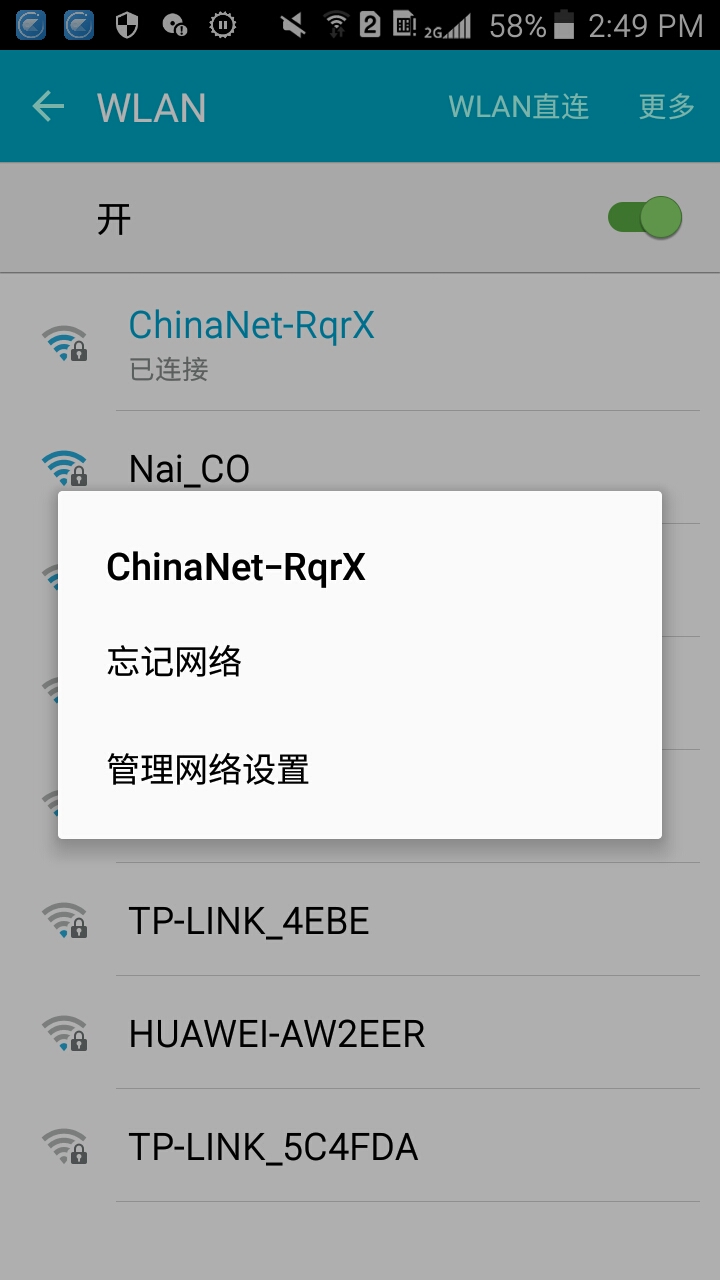 2 2G 58% 2:49 PM
WLAN WLAN直连 更多
开
ChinaNet-RqrX
已连接
Nai_CO
ChinaNet-RqrX
忘记网络
管理网络设置
TP-LINK_4EBE
HUAWEI-AW2EER
TP-LINK_5C4FDA